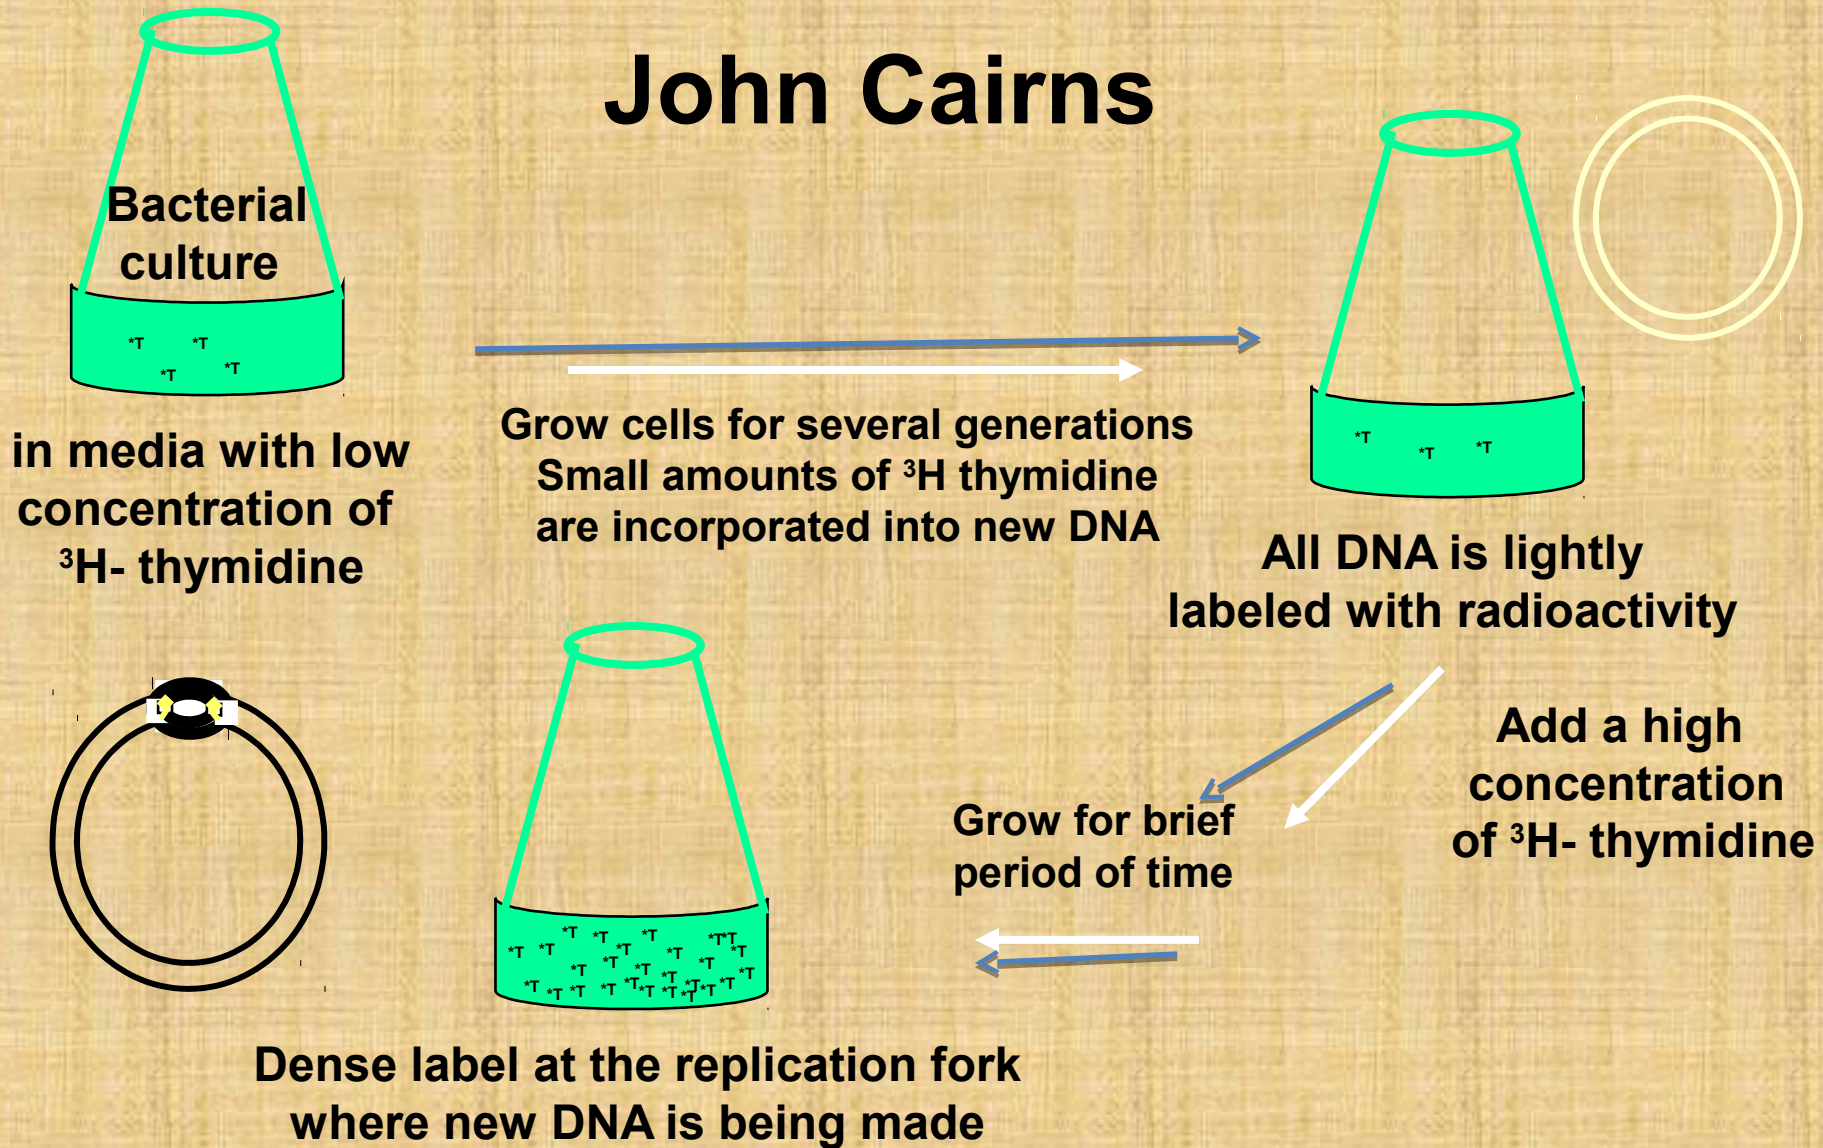 John Cairns
Bacterial
culture
*T *T
*T *T
in media with low
concentration of
³H- thymidine
Grow cells for several generations
Small amounts of ³H thymidine
are incorporated into new DNA
*T *T *T
All DNA is lightly
labeled with radioactivity
Add a high
concentration
of ³H- thymidine
Grow for brief
period of time
*T *T *T *T*T
*T *T *T *T *T
*T *T *T *T *T *T
*T *T *T *T *T *T *T *T *T *T *T *T
Dense label at the replication fork
where new DNA is being made